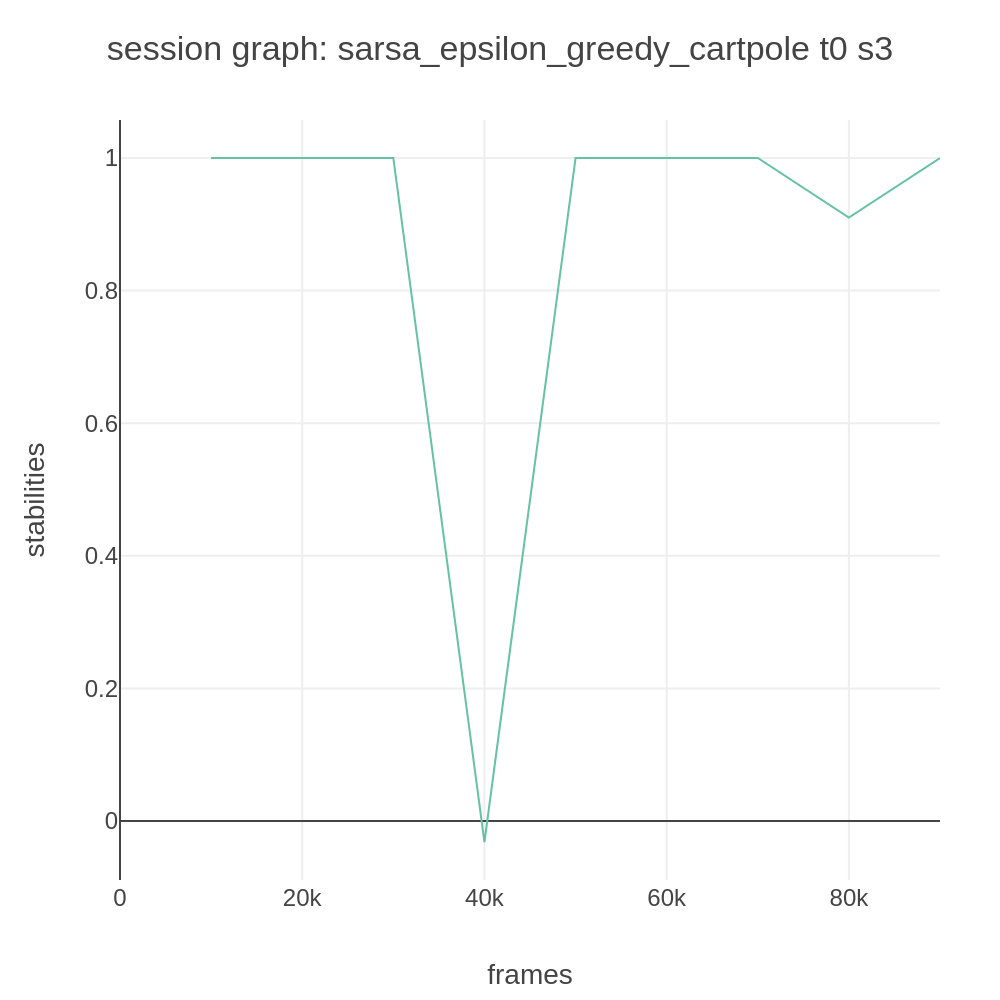 session graph: sarsa_epsilon_greedy_cartpole t0 s3
1
0.8
0.6
0.4
0.2
0
stabilities
0 20k 40k 60k 80k
frames